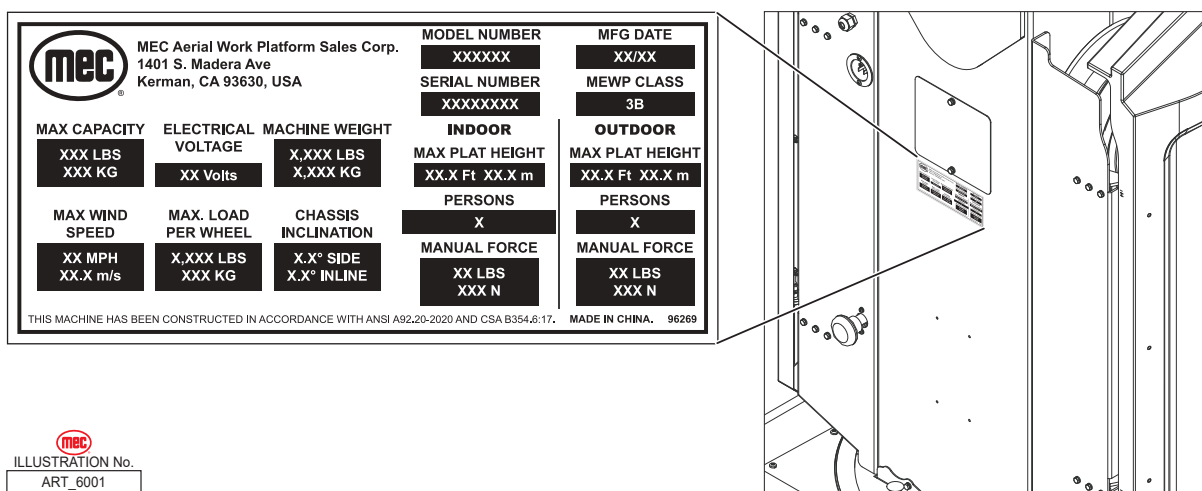 mec
®
MEC Aerial Work Platform Sales Corp.
1401 S. Madera Ave
Kerman, CA 93630, USA
MODEL NUMBER
XXXXXX
MFG DATE
XX/XX
SERIAL NUMBER
XXXXXXXX
MEWP CLASS
3B
MAX CAPACITY
XXX LBS
XXX KG
ELECTRICAL
VOLTAGE
XX Volts
MACHINE WEIGHT
X,XXX LBS
X,XXX KG
INDOOR
MAX PLAT HEIGHT
XX.X Ft XX.X m
PERSONS
X
MANUAL FORCE
XX LBS
XXX N
OUTDOOR
MAX PLAT HEIGHT
XX.X Ft XX.X m
PERSONS
X
MANUAL FORCE
XX LBS
XXX N
MAX WIND
SPEED
XX MPH
XX.X m/s
MAX. LOAD
PER WHEEL
X,XXX LBS
XXX KG
CHASSIS
INCLINATION
X.X° SIDE
X.X° INLINE
THIS MACHINE HAS BEEN CONSTRUCTED IN ACCORDANCE WITH ANSI A92.20-2020 AND CSA B354.6:17. MADE IN CHINA. 96269
mec
ILLUSTRATION No.
ART_6001